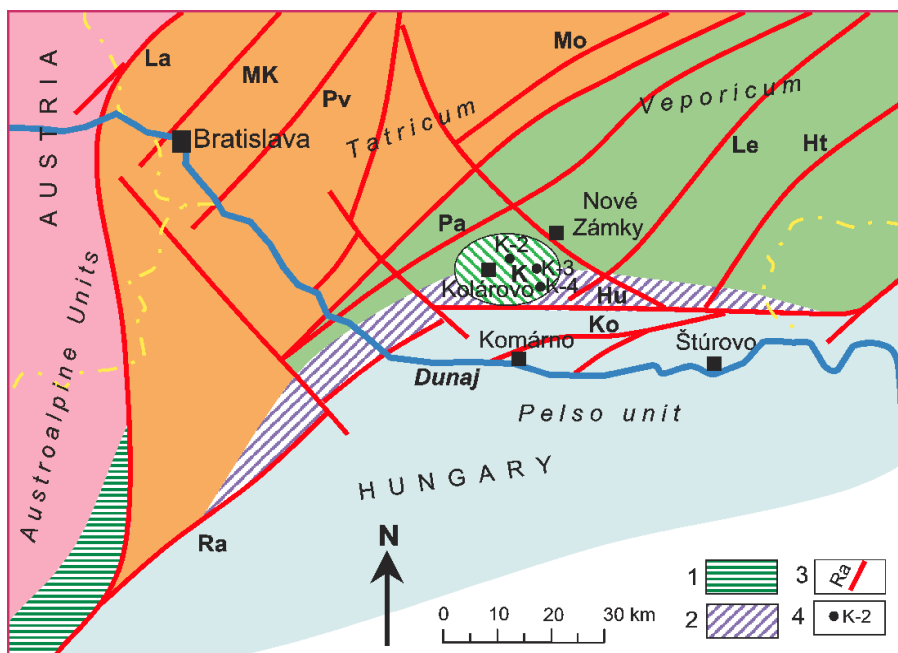 La
MK
Pv
Mo
AUSTRIA
Bratislava
Tatricum
Veporicum
Le
Ht
Pa
Nové
Zámky
K-2
K
K-3
Kolárovo
K-4
Hu
Ko
Komárno
Štúrovo
Dunaj
Austroalpine Units
Pelso unit
HUNGARY
Ra
N
0 10 20 30 km
1
3
Ra
2
4
K-2